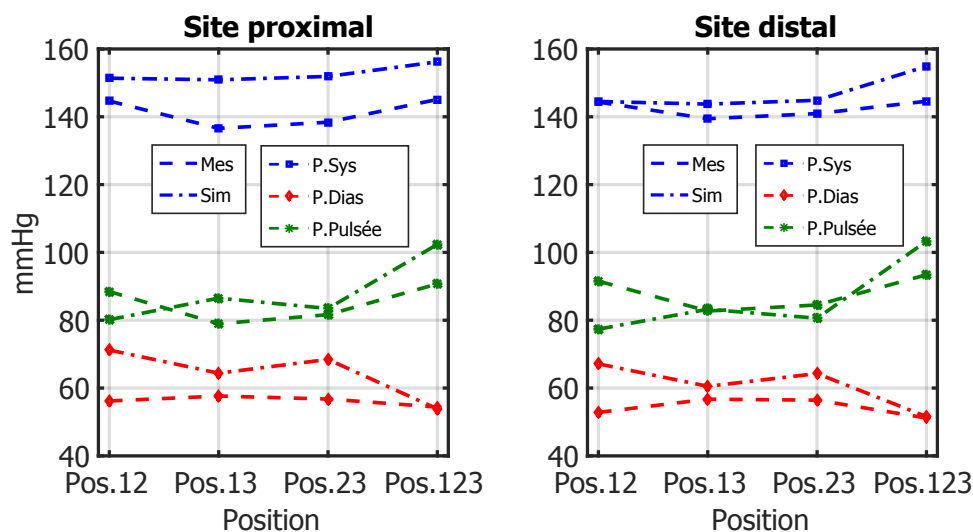 Site proximal
160
140
120
100
80
60
40
mmHg
Mes
Sim
P.Sys
P.Dias
P.Pulsée
Pos.12 Pos.13 Pos.23 Pos.123
Position
Site distal
160
140
120
100
80
60
40
Mes
Sim
P.Sys
P.Dias
P.Pulsée
Pos.12 Pos.13 Pos.23 Pos.123
Position